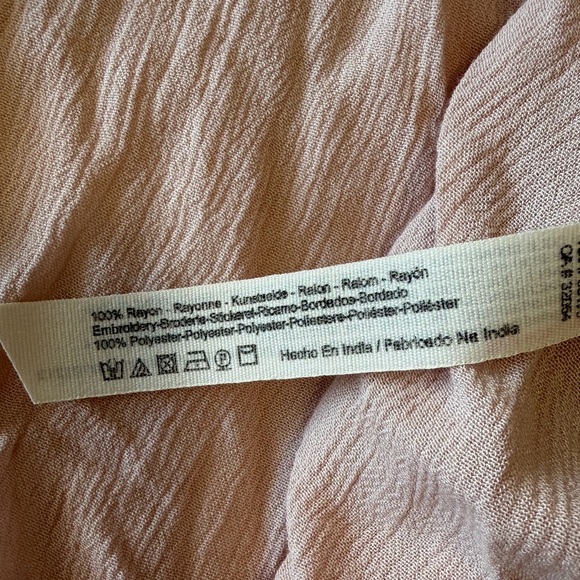 100% Rayon - Rayonne - Kunstseide - Raion - Raiom - Rayón
Embroidery-Broderie-Stickerei-Ricamo-Bordados-Bordado
100% Polyester-Polyester-Polyester-Poliestere-Poliéster-Poliéster
Hecho En India / Fabricado Na India